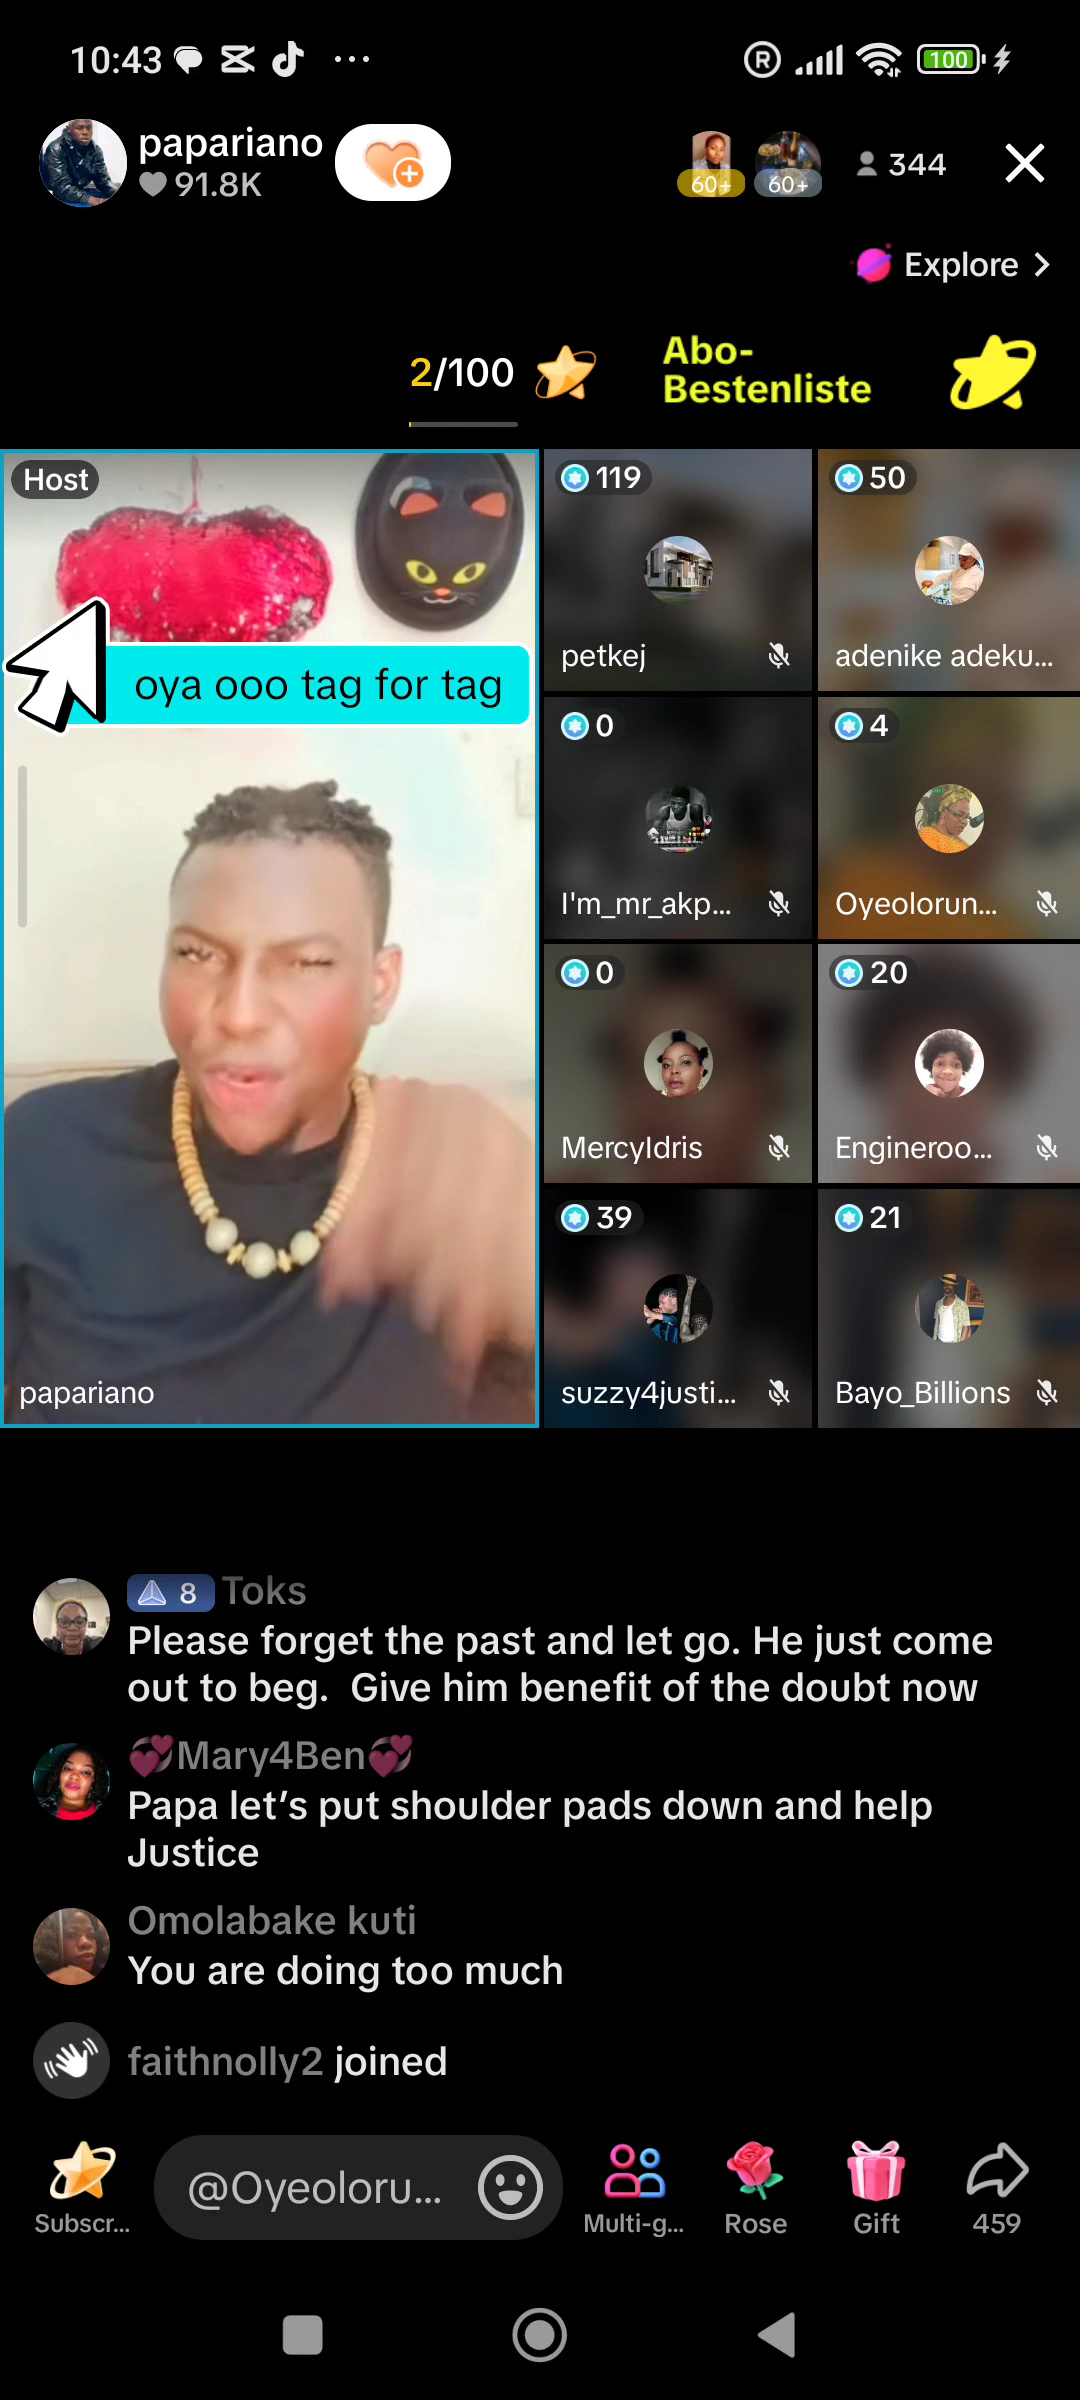 10:43
100
papariano
91.8K
60+
60+
344
Explore
2/100
Abo-
Bestenliste
Host
oya ooo tag for tag
papariano
119
petkej
50
adenike adeku...
0
I'm_mr_akp...
4
Oyeolorun...
0
MercyIdris
20
Engineroo...
39
suzzy4justi...
21
Bayo_Billions
8 Toks
Please forget the past and let go. He just come
out to beg.  Give him benefit of the doubt now
💞Mary4Ben💞
Papa let’s put shoulder pads down and help
Justice
Omolabake kuti
You are doing too much
faithnolly2 joined
@Oyeoloru...
Subscr...
Multi-g...
Rose
Gift
459